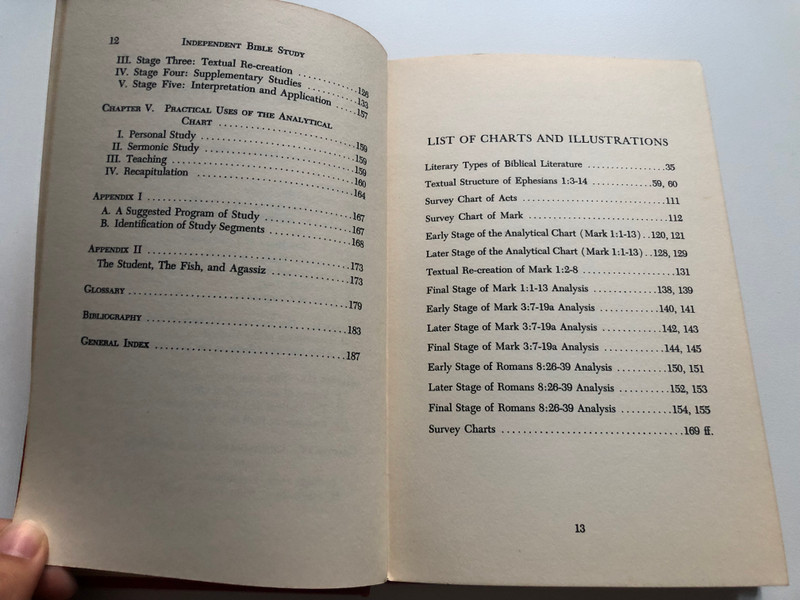 12 INDEPENDENT BIBLE STUDY
III. Stage Three: Textual Re-creation ..............126
IV. Stage Four: Supplementary Studies ............133
V. Stage Five: Interpretation and Application .....157
CHAPTER V. PRACTICAL USES OF THE ANALYTICAL
CHART ..............................159
I. Personal Study ..............................159
II. Sermonic Study ..............................159
III. Teaching ..............................160
IV. Recapitulation ..............................164
APPENDIX I ..............................167
A. A Suggested Program of Study ..................167
B. Identification of Study Segments ..................168
APPENDIX II ..............................173
The Student, The Fish, and Agassiz ..................173
GLOSSARY ..............................179
BIBLIOGRAPHY ..............................183
GENERAL INDEX ..............................187
LIST OF CHARTS AND ILLUSTRATIONS
Literary Types of Biblical Literature ...............35
Textual Structure of Ephesians 1:3-14 ...........59, 60
Survey Chart of Acts ..............................111
Survey Chart of Mark ..............................112
Early Stage of the Analytical Chart (Mark 1:1-13) ..120, 121
Later Stage of the Analytical Chart (Mark 1:1-13) ..128, 129
Textual Re-creation of Mark 1:2-8 ..................131
Final Stage of Mark 1:1-13 Analysis .............138, 139
Early Stage of Mark 3:7-19a Analysis ............140, 141
Later Stage of Mark 3:7-19a Analysis ............142, 143
Final Stage of Mark 3:7-19a Analysis ............144, 145
Early Stage of Romans 8:26-39 Analysis ..........150, 151
Later Stage of Romans 8:26-39 Analysis .........152, 153
Final Stage of Romans 8:26-39 Analysis ..........154, 155
Survey Charts ..................................169 ff.
13